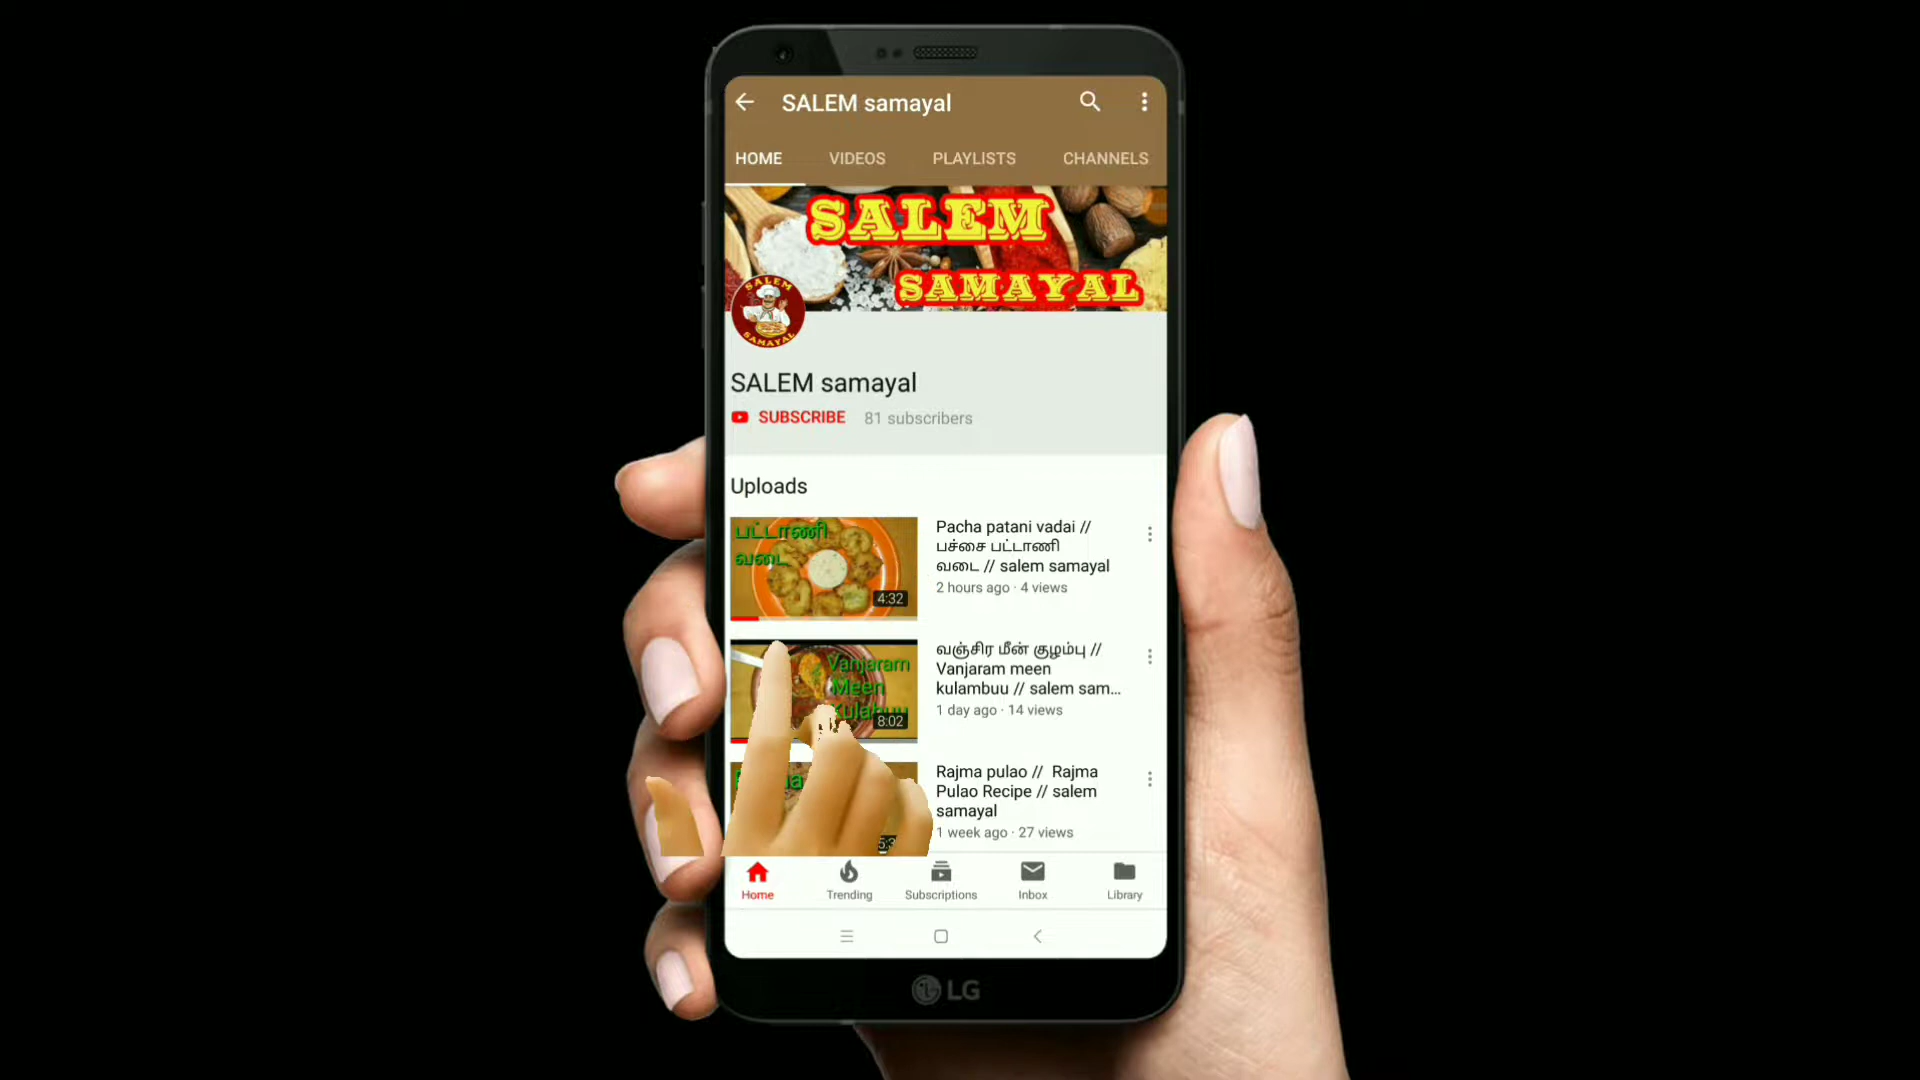 SALEM samayal
HOME VIDEOS PLAYLISTS CHANNELS
SALEM
SAMAYAL
SALEM
SAMAYAL
SALEM samayal
SUBSCRIBE 81 subscribers
Uploads
பட்டாணி
வடை
4:32
Pacha patani vadai //
பச்சை பட்டாணி
வடை // salem samayal
2 hours ago · 4 views
Vanjaram
Meen
Kulabuu
8:02
வஞ்சிர மீன் குழம்பு //
Vanjaram meen
kulambuu // salem sam...
1 day ago · 14 views
Rajma pulao // Rajma
Pulao Recipe // salem
samayal
1 week ago · 27 views
Home Trending Subscriptions Inbox Library
LG